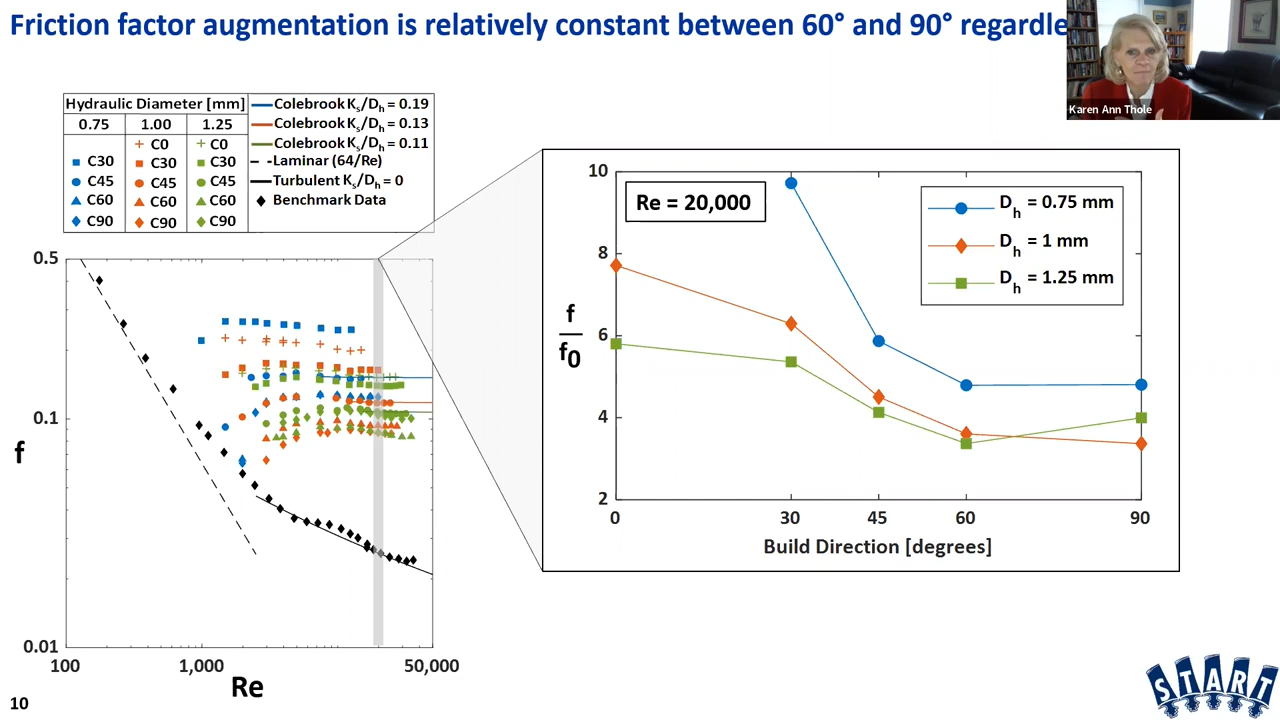 Friction factor augmentation is relatively constant between 60° and 90° regardle
Karen Ann Thole
Hydraulic Diameter [mm]
0.75 1.00 1.25
C0 C0
C30 C30 C30
C45 C45 C45
C60 C60 C60
C90 C90 C90
Colebrook Ks/Dh = 0.19
Colebrook Ks/Dh = 0.13
Colebrook Ks/Dh = 0.11
Laminar (64/Re)
Turbulent Ks/Dh = 0
Benchmark Data
0.5
0.1
0.01
f
100 1,000 50,000
Re
Re = 20,000
Dh = 0.75 mm
Dh = 1 mm
Dh = 1.25 mm
10
8
6
4
2
f
f0
0 30 45 60 90
Build Direction [degrees]
START
10